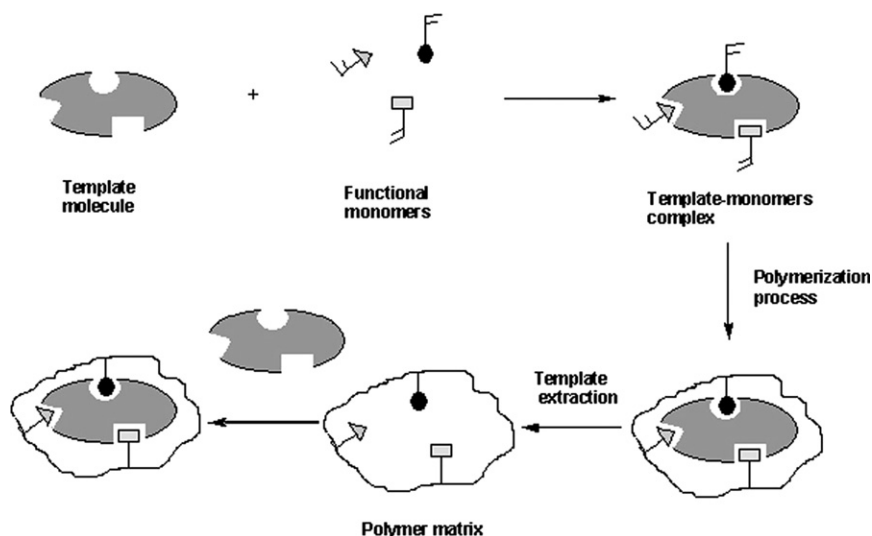 +
Template
molecule
Functional
monomers
Template-monomers
complex
Polymerization
process
Template
extraction
Polymer matrix